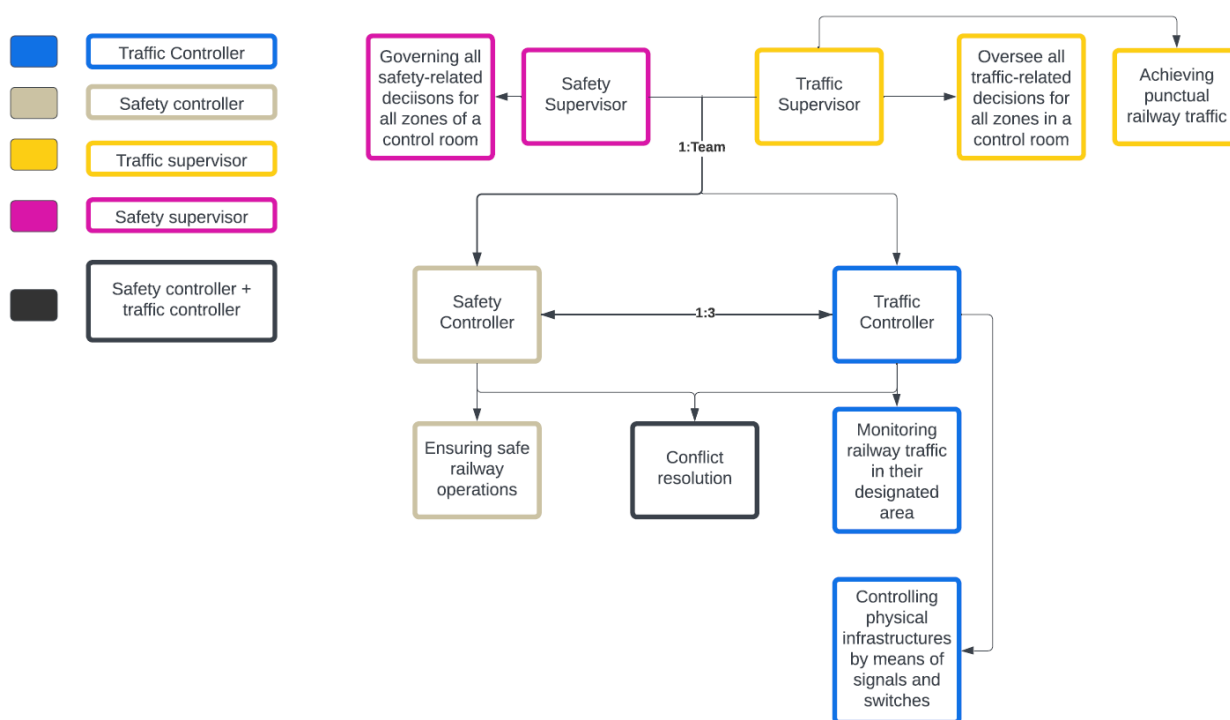 Traffic Controller
Safety controller
Traffic supervisor
Safety supervisor
Safety controller +
traffic controller
Governing all
safety-related
deciisons for
all zones of a
control room
Safety
Supervisor
Traffic
Supervisor
Oversee all
traffic-related
decisions for
all zones in a
control room
Achieving
punctual
railway traffic
1:Team
Safety
Controller
1:3
Traffic
Controller
Ensuring safe
railway
operations
Conflict
resolution
Monitoring
railway traffic
in their
designated
area
Controlling
physical
infrastructures
by means of
signals and
switches